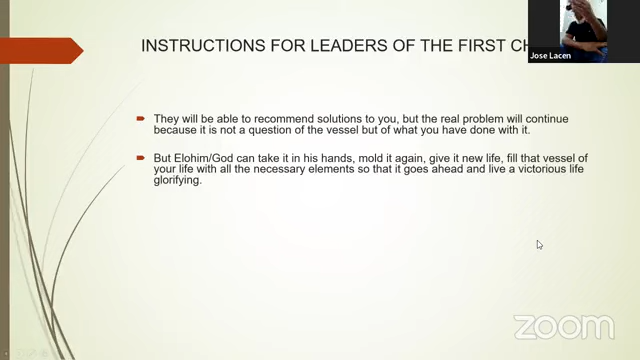 INSTRUCTIONS FOR LEADERS OF THE FIRST
Jose Lacen
They will be able to recommend solutions to you, but the real problem will continue
because it is not a question of the vessel but of what you have done with it.
But Elohim/God can take it in his hands, mold it again, give it new life, fill that vessel of
your life with all the necessary elements so that it goes ahead and live a victorious life
glorifying.
zoom